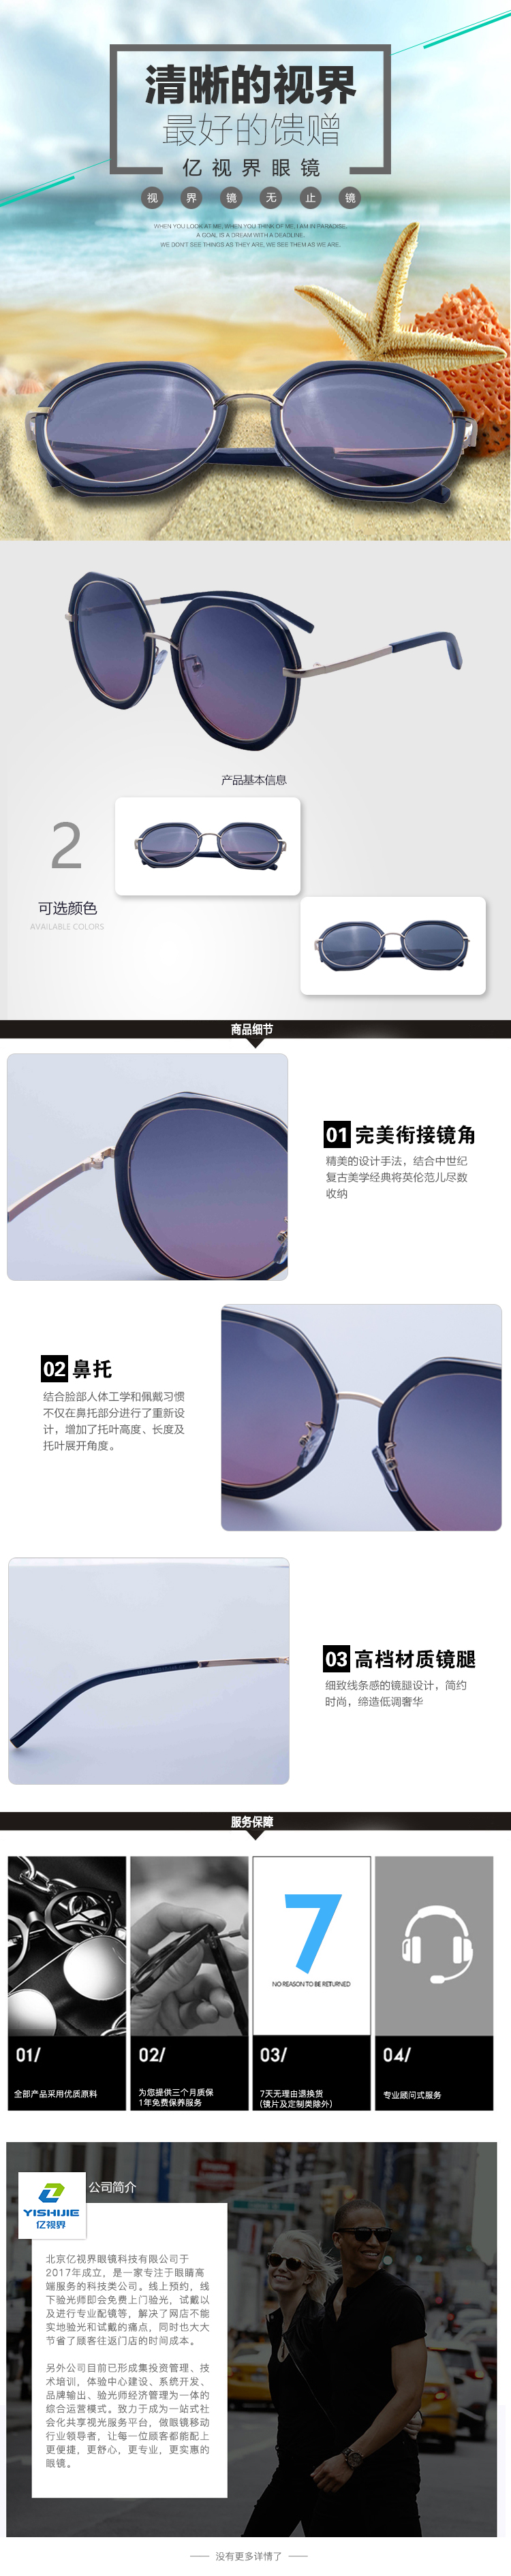 清晰的视界
最好的馈赠
亿视界眼镜
视 界 镜 无 止 镜
WHEN YOU LOOK AT ME, WHEN YOU THINK OF ME, I AM IN PARADISE.
A GOAL IS A DREAM WITH A DEADLINE.
WE DON'T SEE THINGS AS THEY ARE, WE SEE THEM AS WE ARE.
产品基本信息
2
可选颜色
AVAILABLE COLORS
商品细节
01 完美衔接镜角
精美的设计手法，结合中世纪
复古美学经典将英伦范儿尽数
收纳
02 鼻托
结合脸部人体工学和佩戴习惯
不仅在鼻托部分进行了重新设
计，增加了托叶高度、长度及
托叶展开角度。
03 高档材质镜腿
细致线条感的镜腿设计，简约
时尚，缔造低调奢华
服务保障
7
NO REASON TO BE RETURNED
01/
全部产品采用优质原料
02/
为您提供三个月质保
1年免费保养服务
03/
7天无理由退换货
(镜片及定制类除外)
04/
专业顾问式服务
YISHIJIE
亿视界
公司简介
北京亿视界眼镜科技有限公司于
2017年成立，是一家专注于眼睛高
端服务的科技类公司。线上预约，线
下验光师即会免费上门验光，试戴以
及进行专业配镜等，解决了网店不能
实地验光和试戴的痛点，同时也大大
节省了顾客往返门店的时间成本。
另外公司目前已形成集投资管理、技
术培训，体验中心建设、系统开发、
品牌输出、验光师经济管理为一体的
综合运营模式。致力于成为一站式社
会化共享视光服务平台，做眼镜移动
行业领导者，让每一位顾客都能配上
更便捷，更舒心，更专业，更实惠的
眼镜。
没有更多详情了